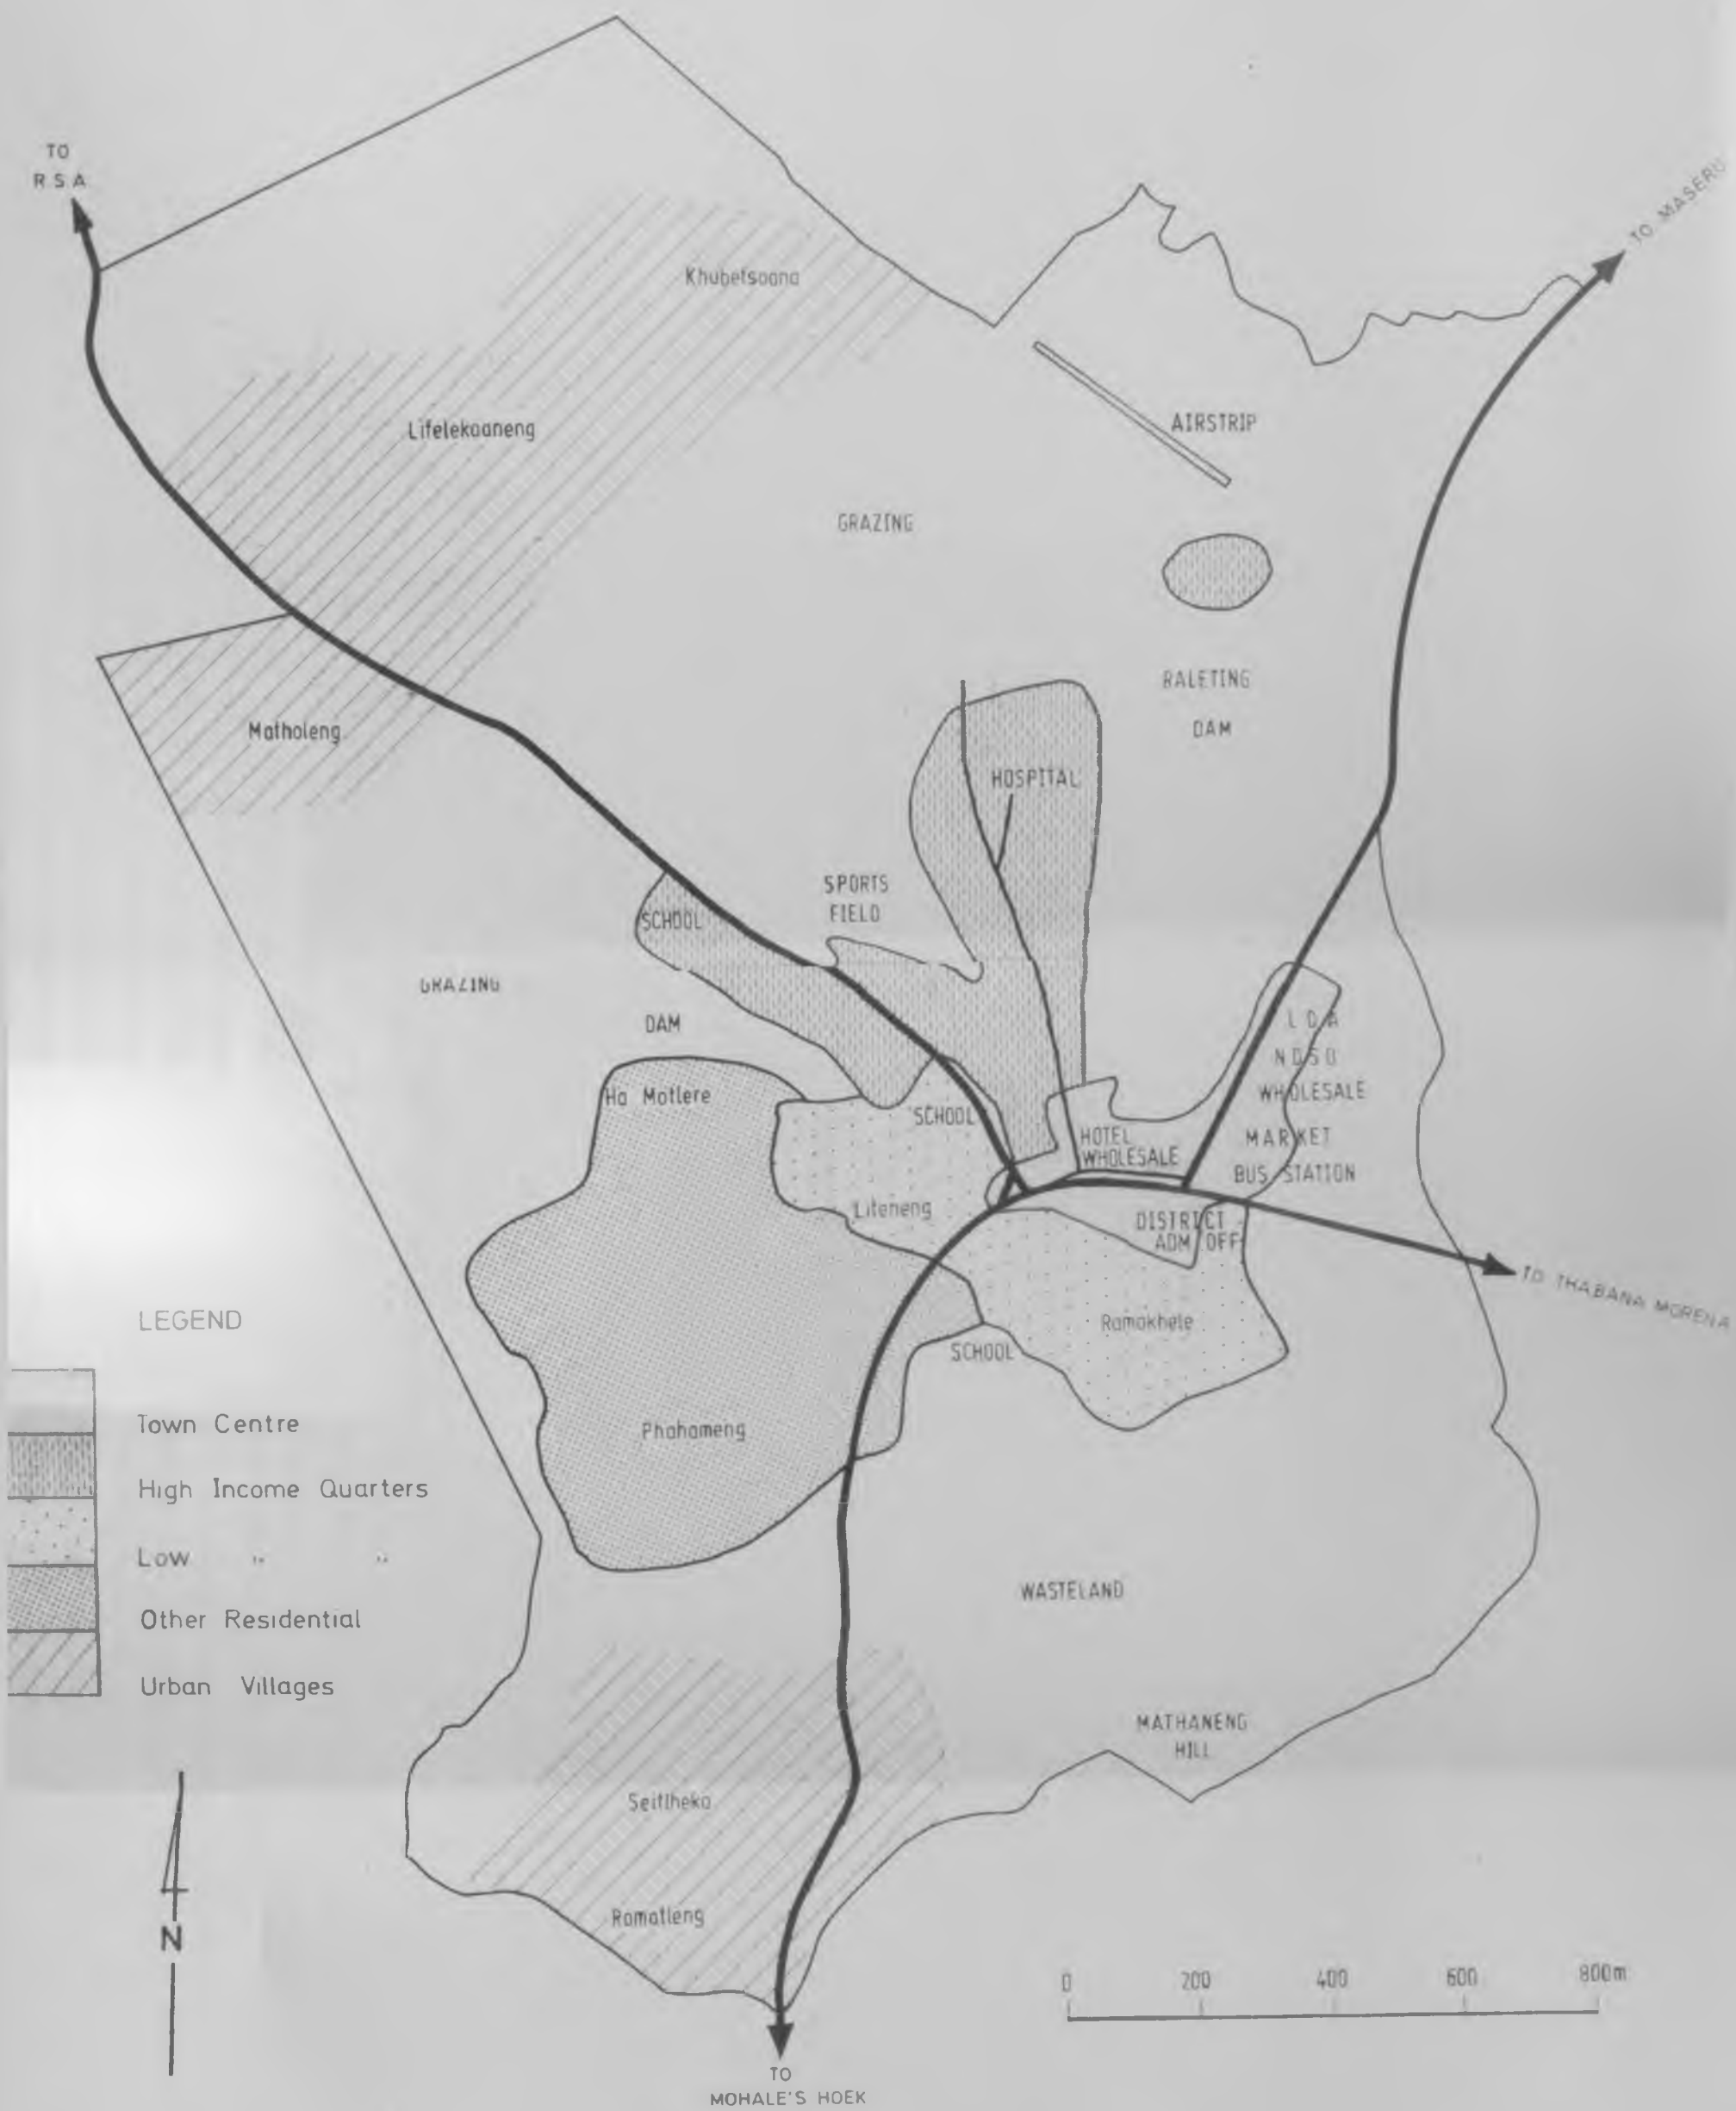 TO
RSA
TO MASERU
Khubetsoana
Lifelekoaneng
AIRSTRIP
GRAZING
RALETING
DAM
Matholeng
HOSPITAL
SPORTS
FIELD
SCHOOL
GRAZING
DAM
L D A
N D S O
WHOLESALE
MARKET
BUS STATION
Ha Motlere
SCHOOL
HOTEL
WHOLESALE
Liteneng
DISTRICT
ADM OFF
TO THABANA MORENA
Ramokhele
SCHOOL
Phahameng
LEGEND
Town Centre
High Income Quarters
Low " "
Other Residential
Urban Villages
WASTELAND
MATHANENG
HILL
Seitlheko
Ramatleng
N
0 200 400 600 800m
TO
MOHALE'S HOEK